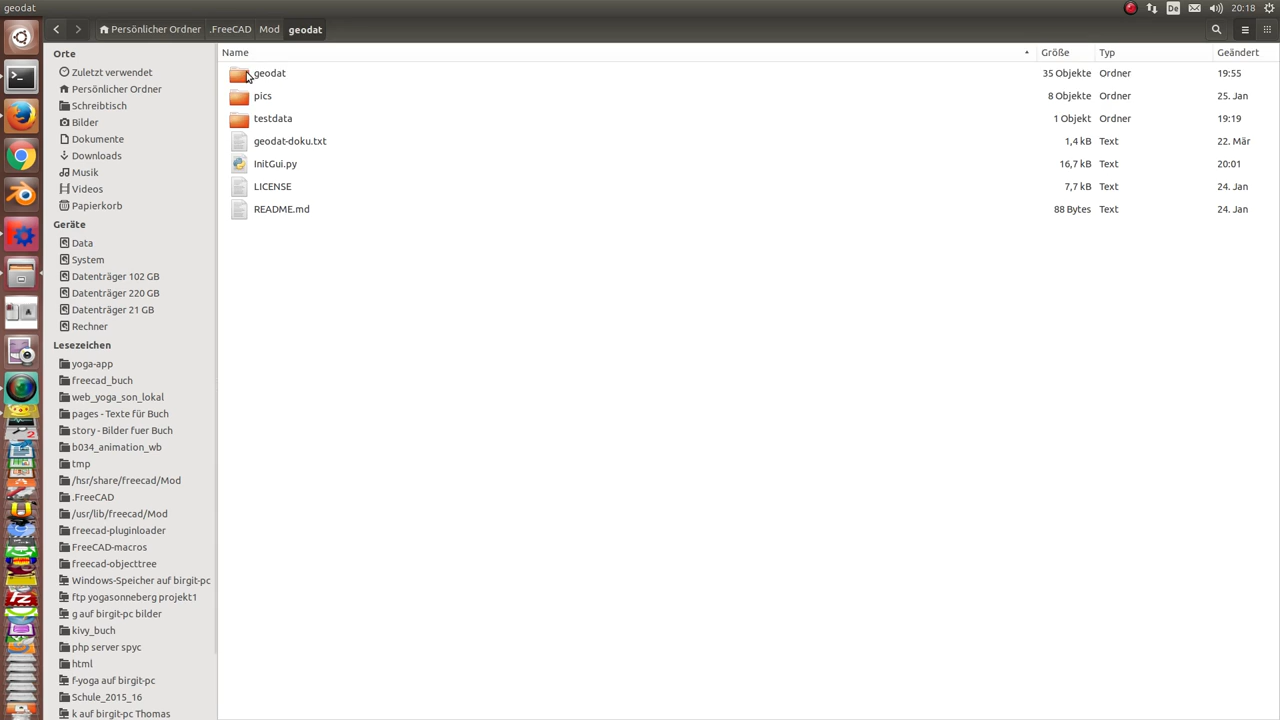 geodat
De
20:18
Persönlicher Ordner
.FreeCAD
Mod
geodat
Orte
Zuletzt verwendet
Persönlicher Ordner
Schreibtisch
Bilder
Dokumente
Downloads
Musik
Videos
Papierkorb
Geräte
Data
System
Datenträger 102 GB
Datenträger 220 GB
Datenträger 21 GB
Rechner
Lesezeichen
yoga-app
freecad_buch
web_yoga_son_lokal
pages - Texte für Buch
story - Bilder fuer Buch
b034_animation_wb
tmp
/hsr/share/freecad/Mod
.FreeCAD
/usr/lib/freecad/Mod
freecad-pluginloader
FreeCAD-macros
freecad-objecttree
Windows-Speicher auf birgit-pc
ftp yogasonneberg projekt1
g auf birgit-pc bilder
kivy_buch
php server spyc
html
f-yoga auf birgit-pc
Schule_2015_16
k auf birgit-pc Thomas
Name Größe Typ Geändert
geodat 35 Objekte Ordner 19:55
pics 8 Objekte Ordner 25. Jan
testdata 1 Objekt Ordner 19:19
geodat-doku.txt 1,4 kB Text 22. Mär
InitGui.py 16,7 kB Text 20:01
LICENSE 7,7 kB Text 24. Jan
README.md 88 Bytes Text 24. Jan